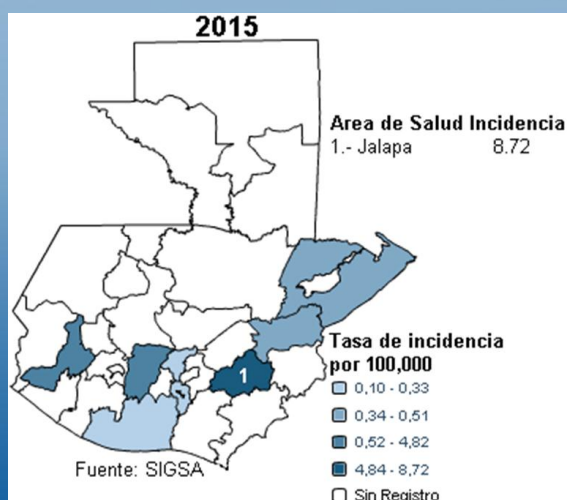 2015
Area de Salud Incidencia
1.- Jalapa 8.72
1
Tasa de incidencia
por 100,000
0,10 - 0,33
0,34 - 0,51
0,52 - 4,82
4,84 - 8,72
Sin Registro
Fuente: SIGSA